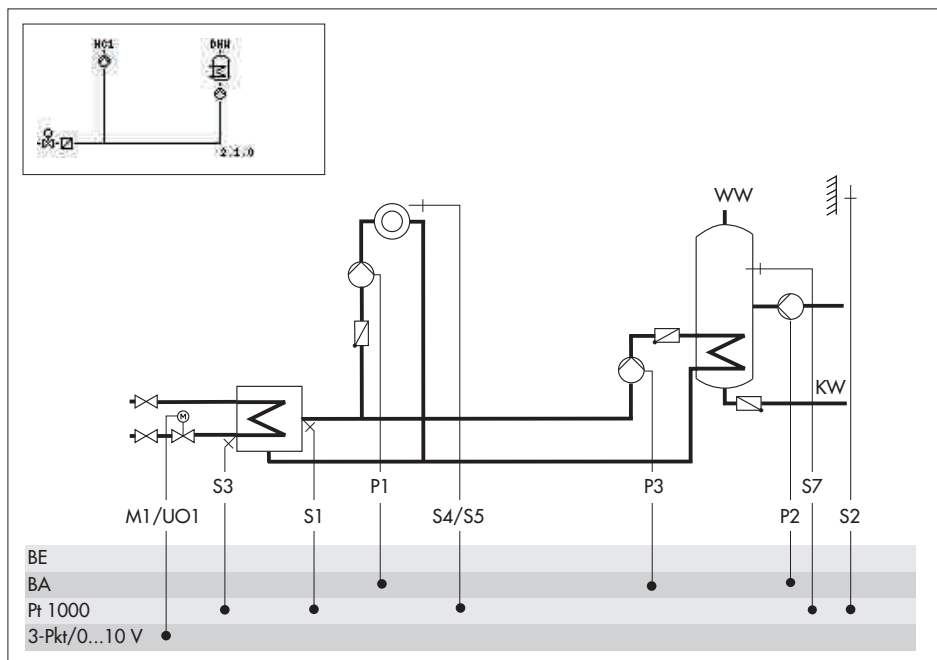 HC1 DHW
2.1.0
WW
KW
M
S3 P1 P3 S7
M1/UO1 S1 S4/S5 P2 S2
BE
BA
Pt 1000
3-Pkt/0...10 V